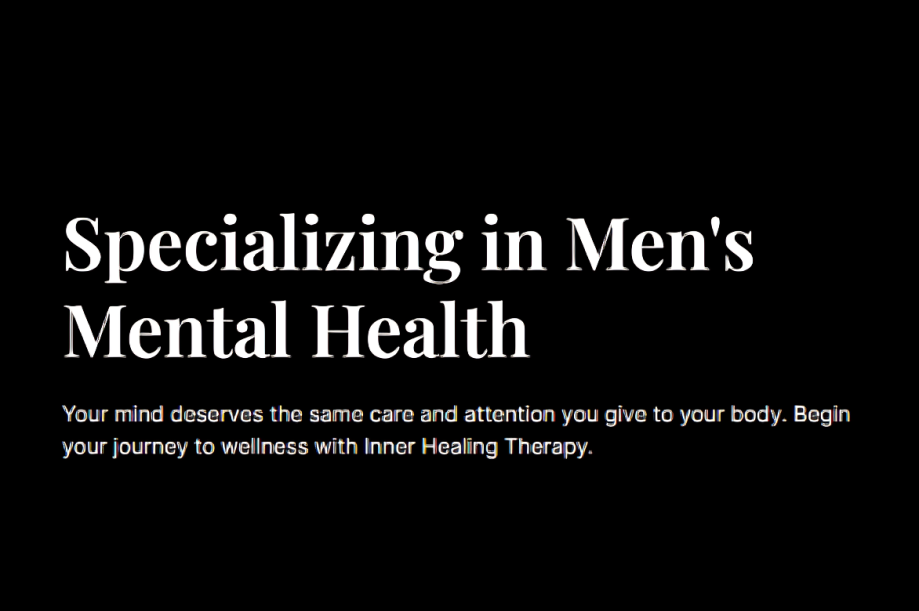 Specializing in Men's
Mental Health
Your mind deserves the same care and attention you give to your body. Begin
your journey to wellness with Inner Healing Therapy.